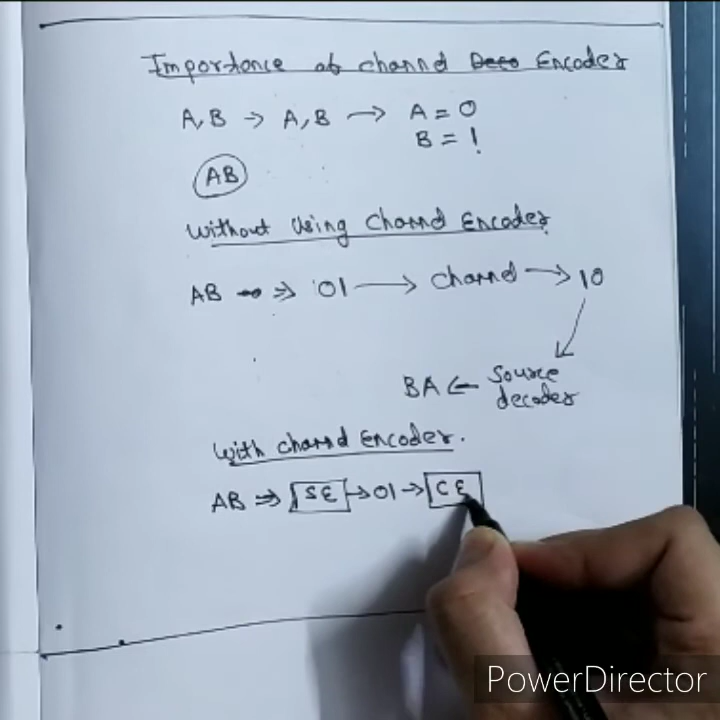 Importance of channel Deco Encoder
A, B → A, B → A = 0
B = 1
AB
Without Using Channel Encoder
AB ⇒ 01 → Channel → 10
BA ← Source decoder
With channel Encoder.
AB ⇒ SE → 01 → CE
PowerDirector